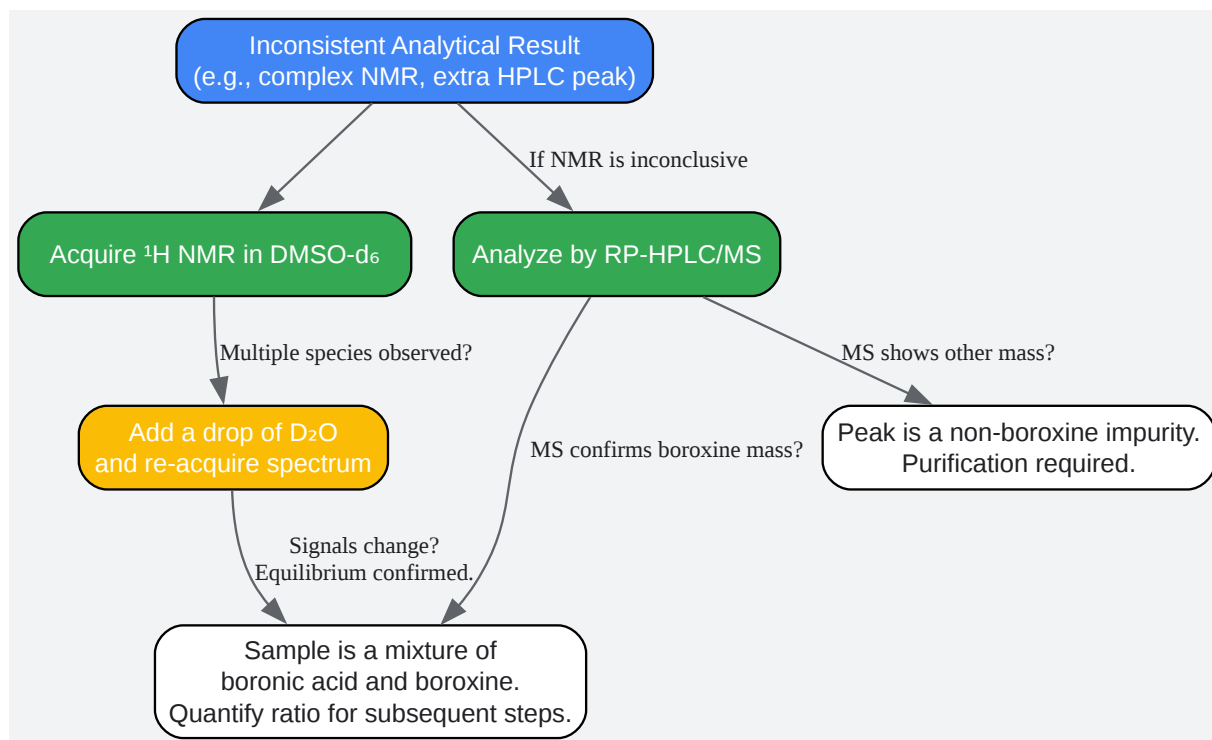 Inconsistent Analytical Result
(e.g., complex NMR, extra HPLC peak)
If NMR is inconclusive
Acquire ¹H NMR in DMSO-d₆
Analyze by RP-HPLC/MS
Multiple species observed?
MS shows other mass?
Add a drop of D₂O
and re-acquire spectrum
MS confirms boroxine mass?
Peak is a non-boroxine impurity.
Purification required.
Signals change?
Equilibrium confirmed.
Sample is a mixture of
boronic acid and boroxine.
Quantify ratio for subsequent steps.